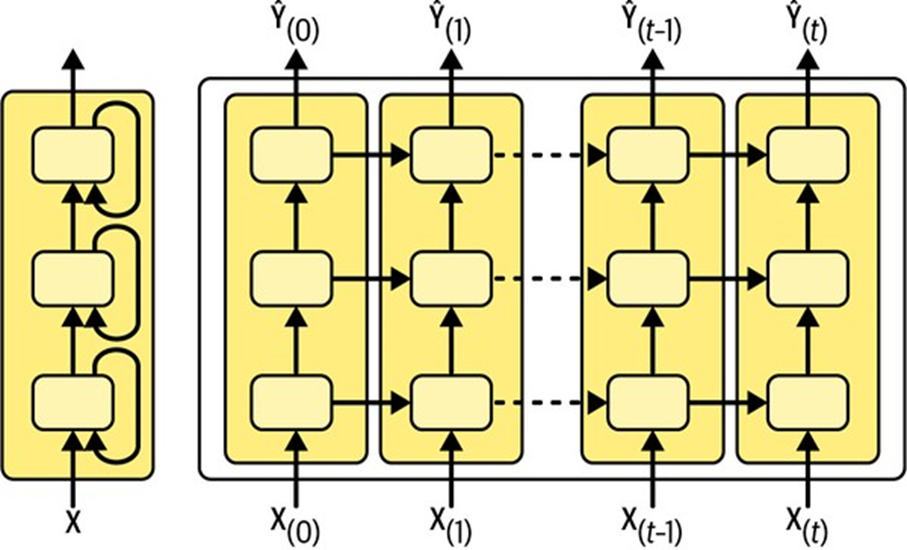 Ŷ(0) Ŷ(1) Ŷ(t–1) Ŷ(t)
X X(0) X(1) X(t–1) X(t)